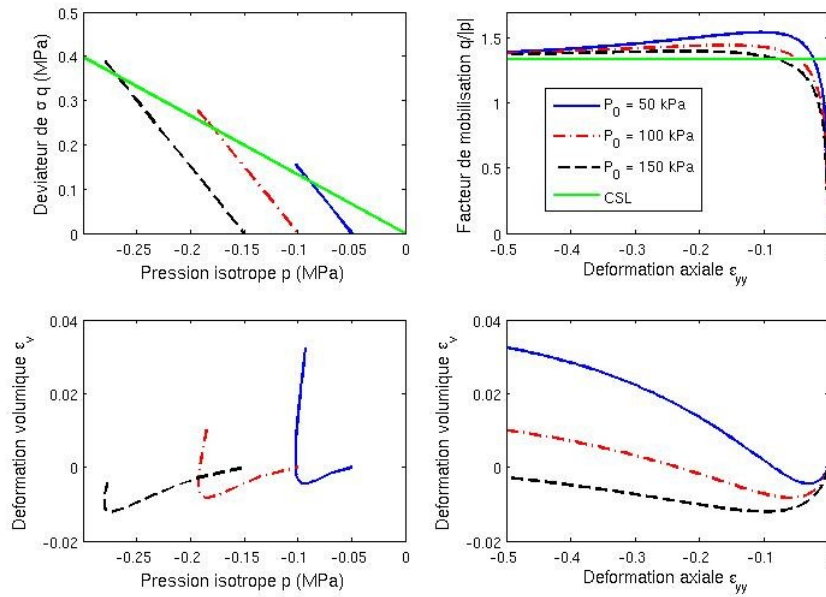 0.5
0.4
0.3
0.2
0.1
0
Deviateur de σ q (MPa)
-0.25 -0.2 -0.15 -0.1 -0.05 0
Pression isotrope p (MPa)
1.5
1
0.5
0
Facteur de mobilisation q/|p|
P0 = 50 kPa
P0 = 100 kPa
P0 = 150 kPa
CSL
-0.5 -0.4 -0.3 -0.2 -0.1
Deformation axiale εyy
0.04
0.02
0
-0.02
Deformation volumique εv
-0.25 -0.2 -0.15 -0.1 -0.05 0
Pression isotrope p (MPa)
0.04
0.02
0
-0.02
Deformation volumique εv
-0.5 -0.4 -0.3 -0.2 -0.1
Deformation axiale εyy